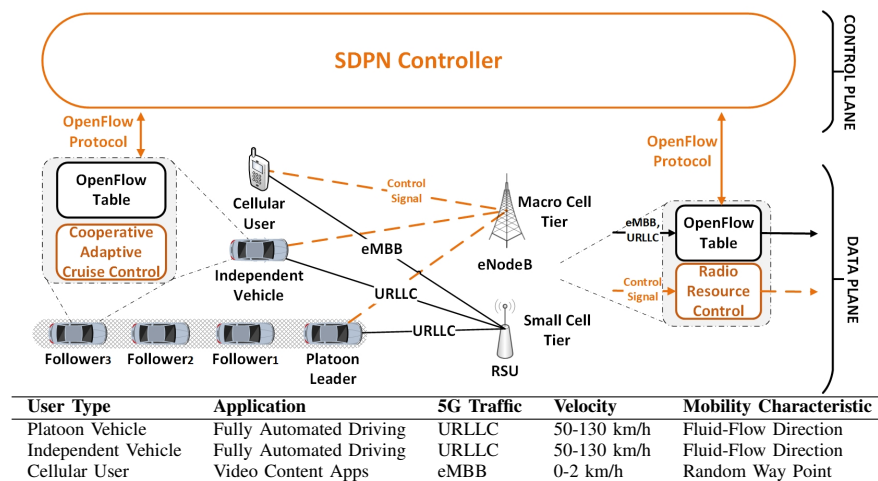 SDPN Controller
CONTROL PLANE
OpenFlow
Protocol
OpenFlow
Protocol
OpenFlow
Table
Cooperative
Adaptive
Cruise Control
Cellular
User
Control
Signal
Macro Cell
Tier
eNodeB
eMBB,
URLLC
OpenFlow
Table
Control
Signal
Radio
Resource
Control
DATA PLANE
eMBB
Independent
Vehicle
URLLC
URLLC
Small Cell
Tier
RSU
Follower3
Follower2
Follower1
Platoon
Leader
User Type Application 5G Traffic Velocity Mobility Characteristic
Platoon Vehicle Fully Automated Driving URLLC 50-130 km/h Fluid-Flow Direction
Independent Vehicle Fully Automated Driving URLLC 50-130 km/h Fluid-Flow Direction
Cellular User Video Content Apps eMBB 0-2 km/h Random Way Point